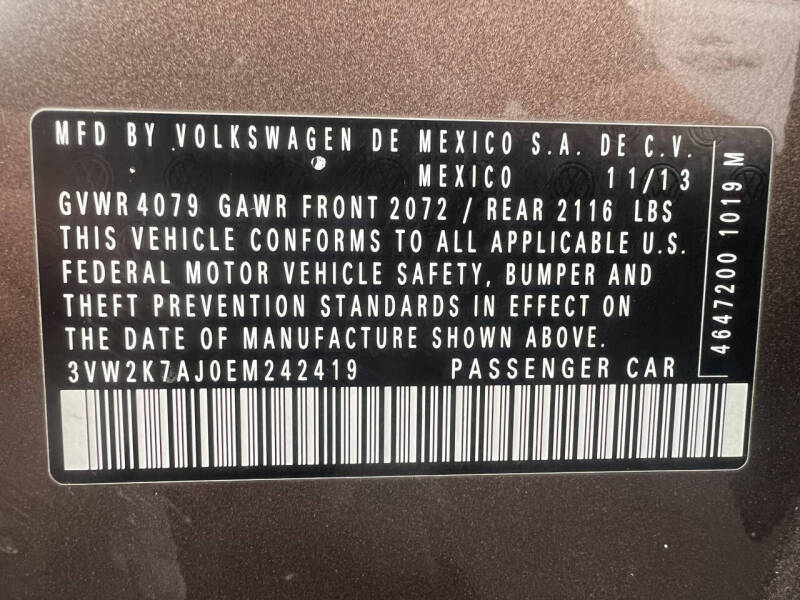 MFD BY VOLKSWAGEN DE MEXICO S.A. DE C.V.
MEXICO 11/13
GVWR 4079 GAWR FRONT 2072 / REAR 2116 LBS
THIS VEHICLE CONFORMS TO ALL APPLICABLE U.S.
FEDERAL MOTOR VEHICLE SAFETY, BUMPER AND
THEFT PREVENTION STANDARDS IN EFFECT ON
THE DATE OF MANUFACTURE SHOWN ABOVE.
3VW2K7AJ0EM242419 PASSENGER CAR
4647200 1019 M